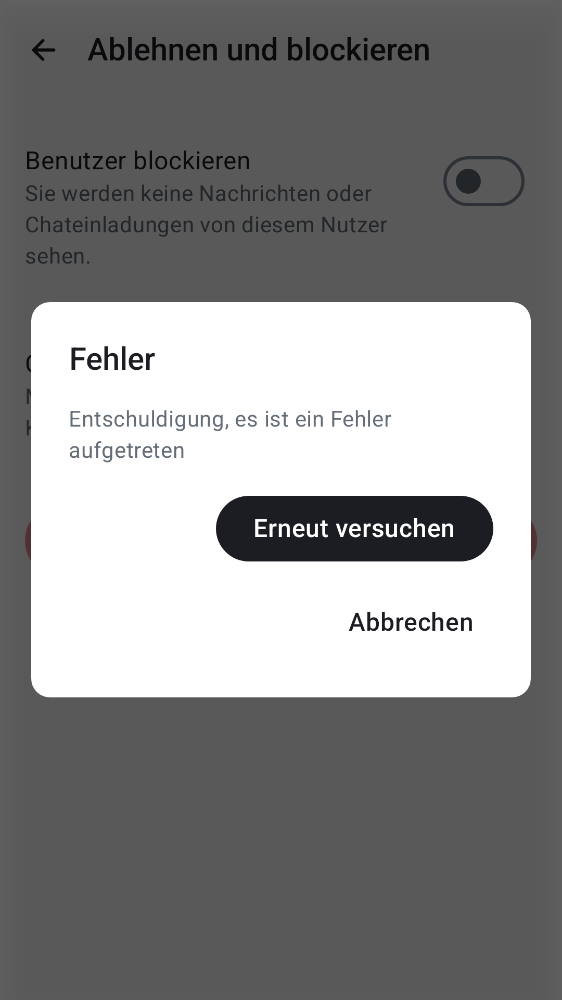 Ablehnen und blockieren
Benutzer blockieren
Sie werden keine Nachrichten oder
Chateinladungen von diesem Nutzer
sehen.
Fehler
Entschuldigung, es ist ein Fehler
aufgetreten
Erneut versuchen
Abbrechen